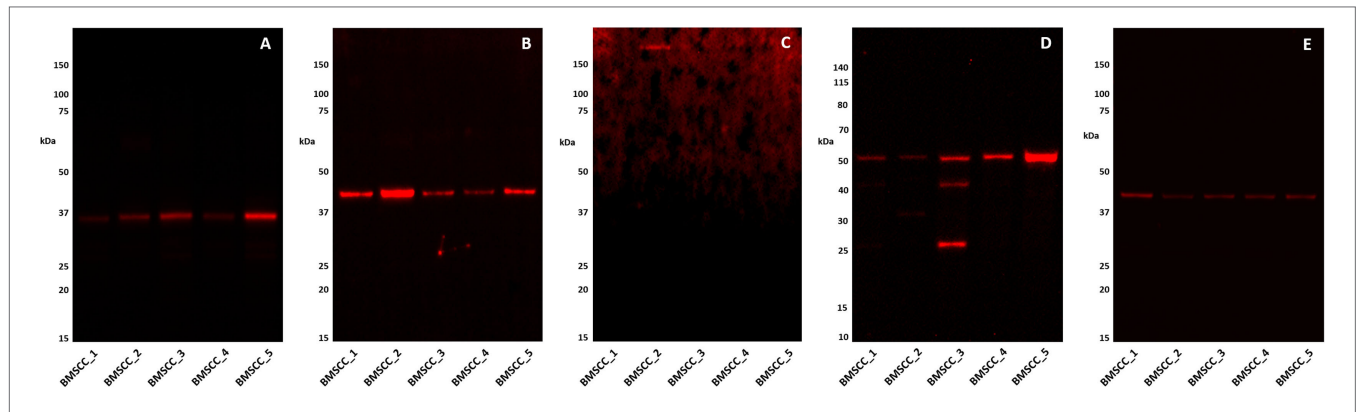 A
150
100
75
kDa
50
37
25
20
15
BMSCC_1
BMSCC_2
BMSCC_3
BMSCC_4
BMSCC_5
B
150
100
75
kDa
50
37
25
20
15
BMSCC_1
BMSCC_2
BMSCC_3
BMSCC_4
BMSCC_5
C
150
100
75
kDa
50
37
25
20
15
BMSCC_1
BMSCC_2
BMSCC_3
BMSCC_4
BMSCC_5
D
140
115
80
70
kDa
50
40
30
25
15
10
BMSCC_1
BMSCC_2
BMSCC_3
BMSCC_4
BMSCC_5
E
150
100
75
kDa
50
37
25
20
15
BMSCC_1
BMSCC_2
BMSCC_3
BMSCC_4
BMSCC_5